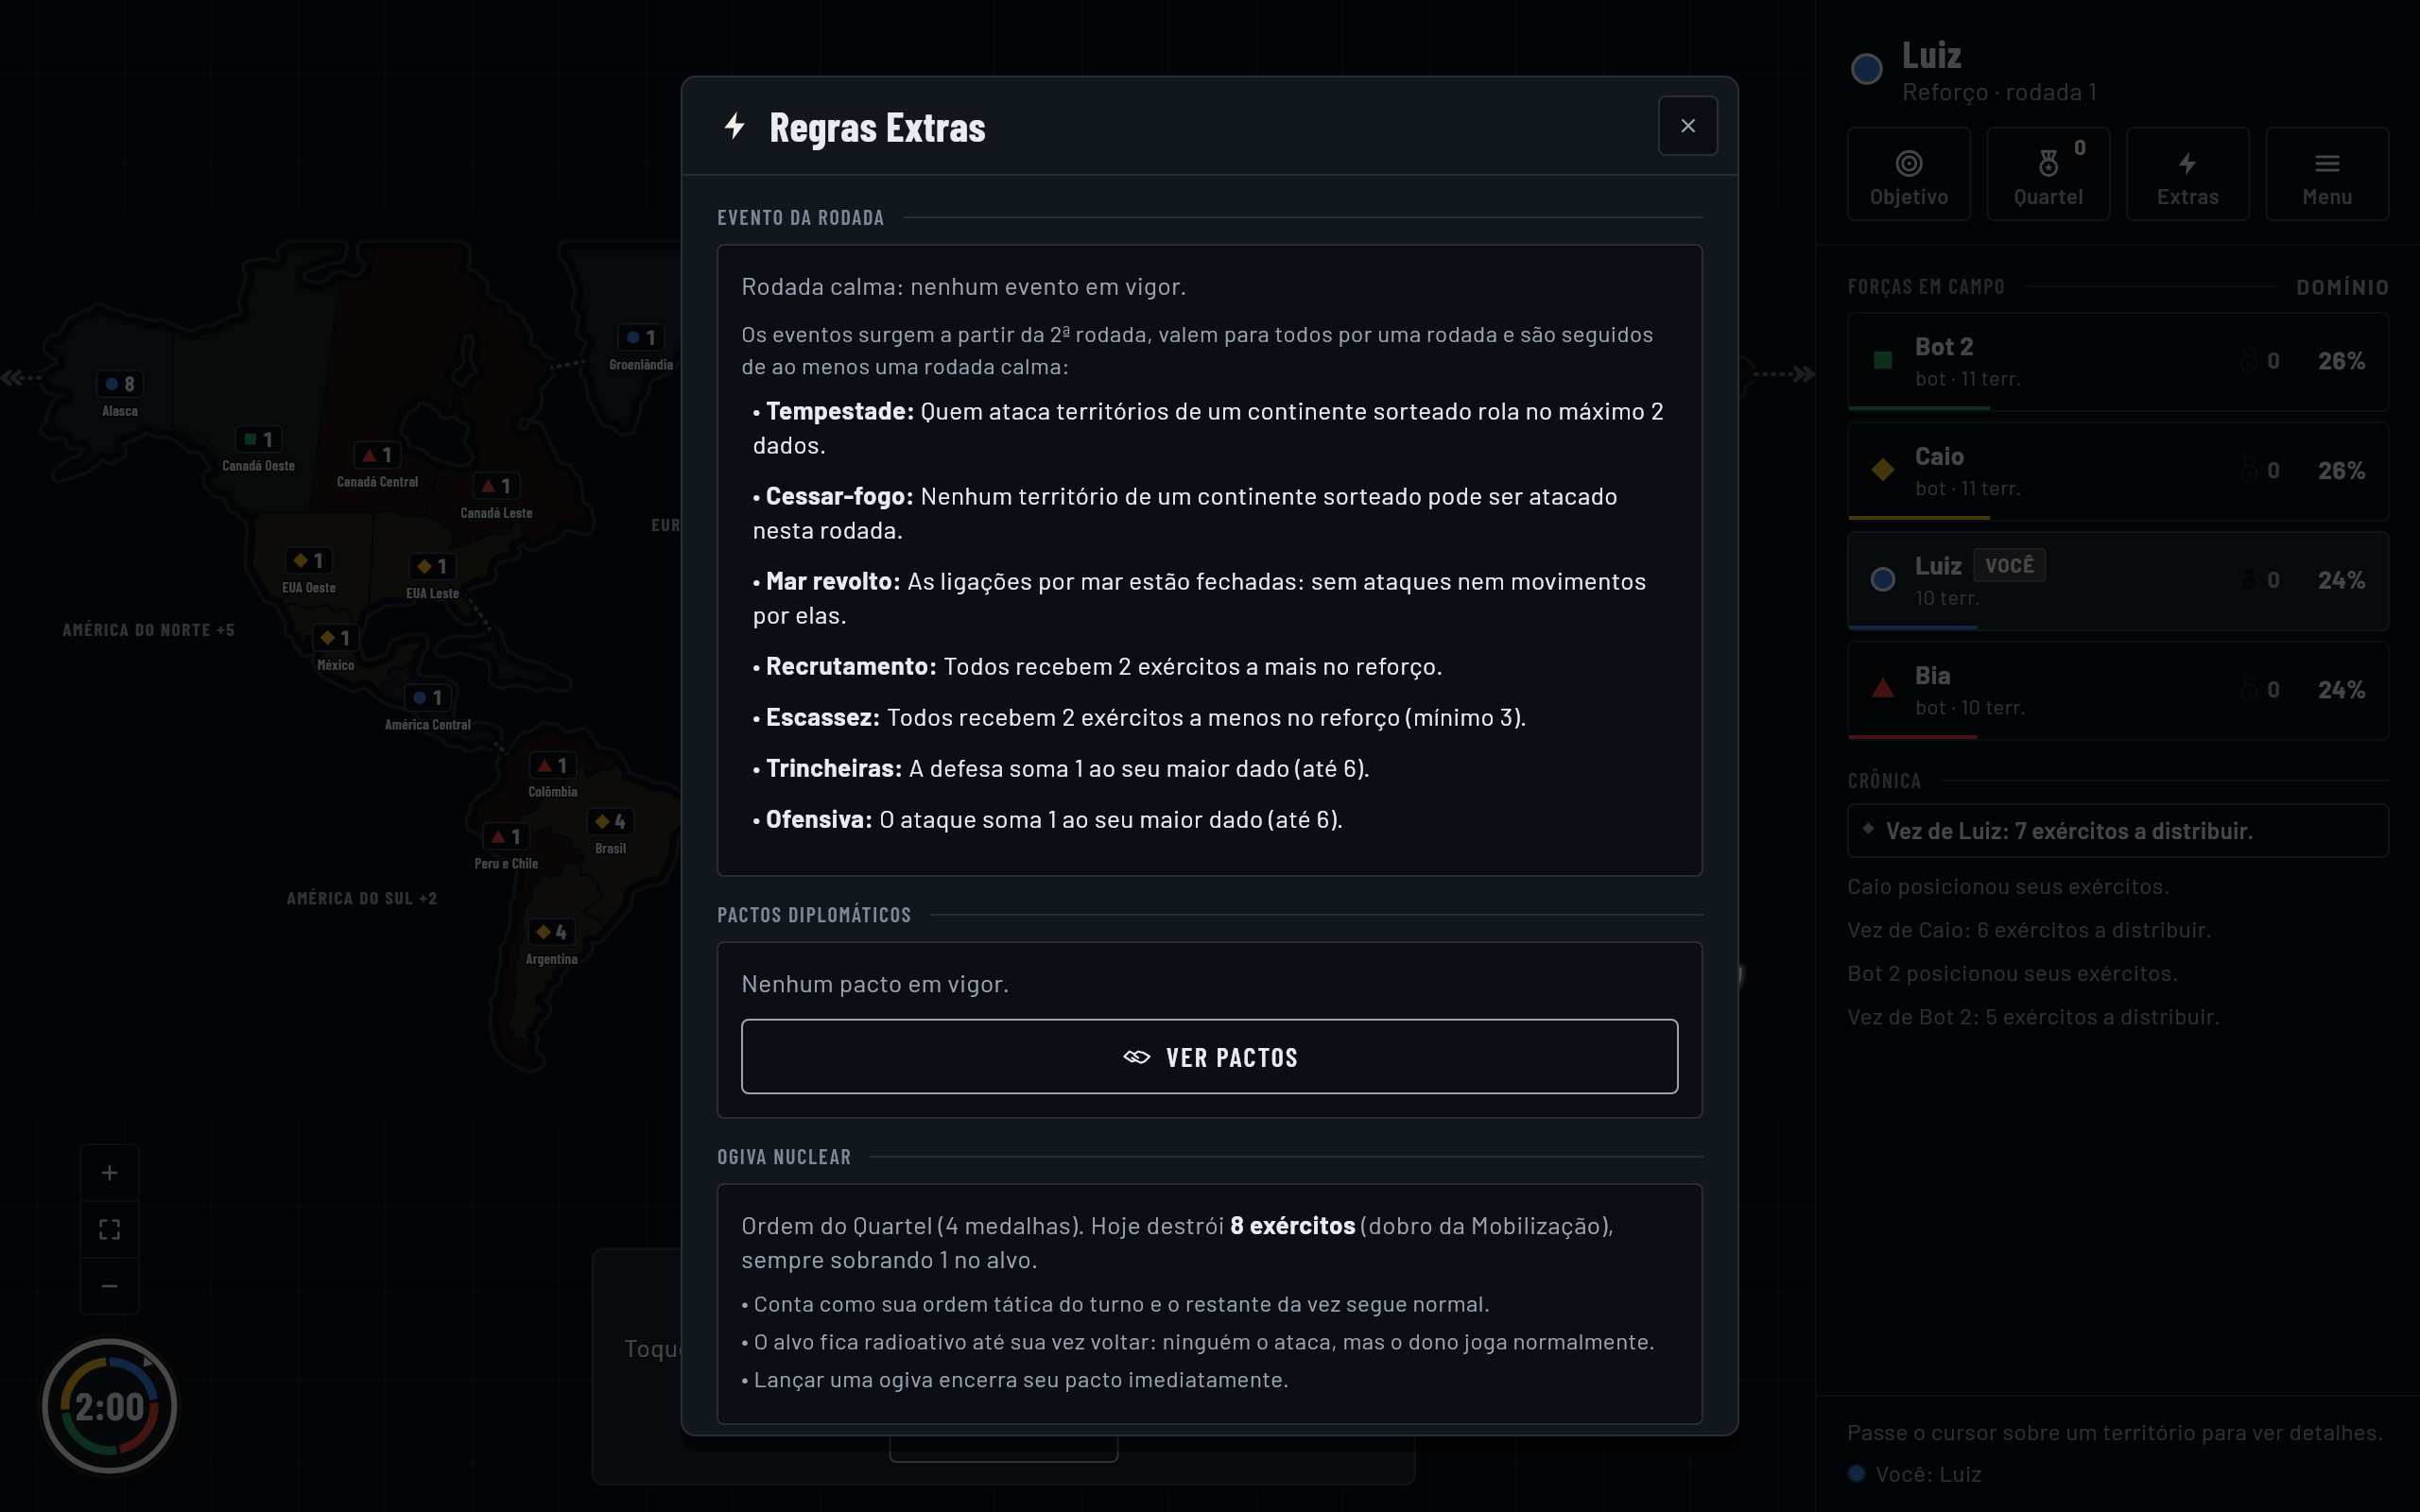 Regras Extras
EVENTO DA RODADA
Rodada calma: nenhum evento em vigor.
Os eventos surgem a partir da 2ª rodada, valem para todos por uma rodada e são seguidos
de ao menos uma rodada calma:
• Tempestade: Quem ataca territórios de um continente sorteado rola no máximo 2
dados.
• Cessar-fogo: Nenhum território de um continente sorteado pode ser atacado
nesta rodada.
• Mar revolto: As ligações por mar estão fechadas: sem ataques nem movimentos
por elas.
• Recrutamento: Todos recebem 2 exércitos a mais no reforço.
• Escassez: Todos recebem 2 exércitos a menos no reforço (mínimo 3).
• Trincheiras: A defesa soma 1 ao seu maior dado (até 6).
• Ofensiva: O ataque soma 1 ao seu maior dado (até 6).
PACTOS DIPLOMÁTICOS
Nenhum pacto em vigor.
VER PACTOS
OGIVA NUCLEAR
Ordem do Quartel (4 medalhas). Hoje destrói 8 exércitos (dobro da Mobilização),
sempre sobrando 1 no alvo.
• Conta como sua ordem tática do turno e o restante da vez segue normal.
• O alvo fica radioativo até sua vez voltar: ninguém o ataca, mas o dono joga normalmente.
• Lançar uma ogiva encerra seu pacto imediatamente.
8
Alasca
1
Groenlândia
1
Canadá Oeste
1
Canadá Central
1
Canadá Leste
1
EUA Oeste
1
EUA Leste
AMÉRICA DO NORTE +5
1
México
1
América Central
1
Colômbia
4
Brasil
1
Peru e Chile
AMÉRICA DO SUL +2
4
Argentina
+
−
2:00
Luiz
Reforço · rodada 1
Objetivo
0
Quartel
Extras
Menu
FORÇAS EM CAMPO
DOMÍNIO
Bot 2
bot · 11 terr.
0
26%
Caio
bot · 11 terr.
0
26%
Luiz VOCÊ
10 terr.
0
24%
Bia
bot · 10 terr.
0
24%
CRÔNICA
Vez de Luiz: 7 exércitos a distribuir.
Caio posicionou seus exércitos.
Vez de Caio: 6 exércitos a distribuir.
Bot 2 posicionou seus exércitos.
Vez de Bot 2: 5 exércitos a distribuir.
Passe o cursor sobre um território para ver detalhes.
Você: Luiz